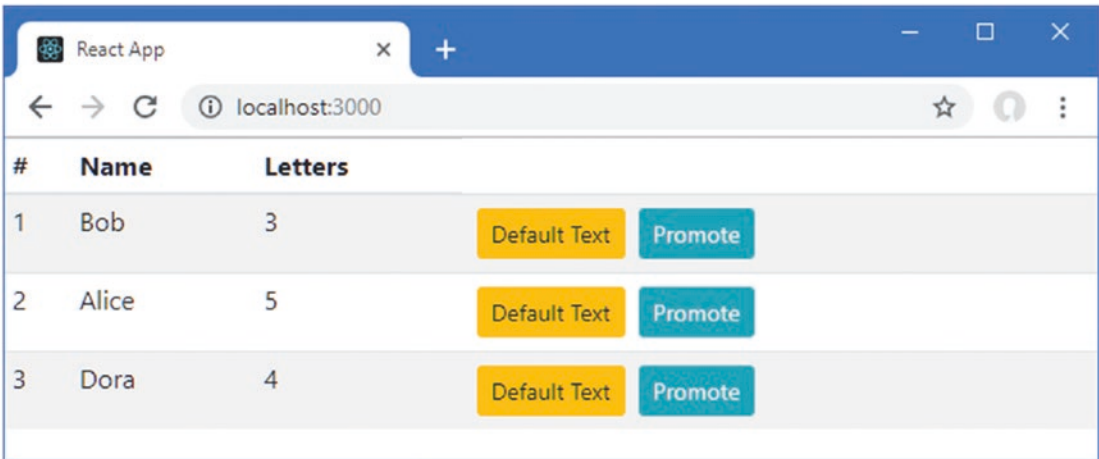 React App
localhost:3000
# Name Letters
1 Bob 3 Default Text Promote
2 Alice 5 Default Text Promote
3 Dora 4 Default Text Promote